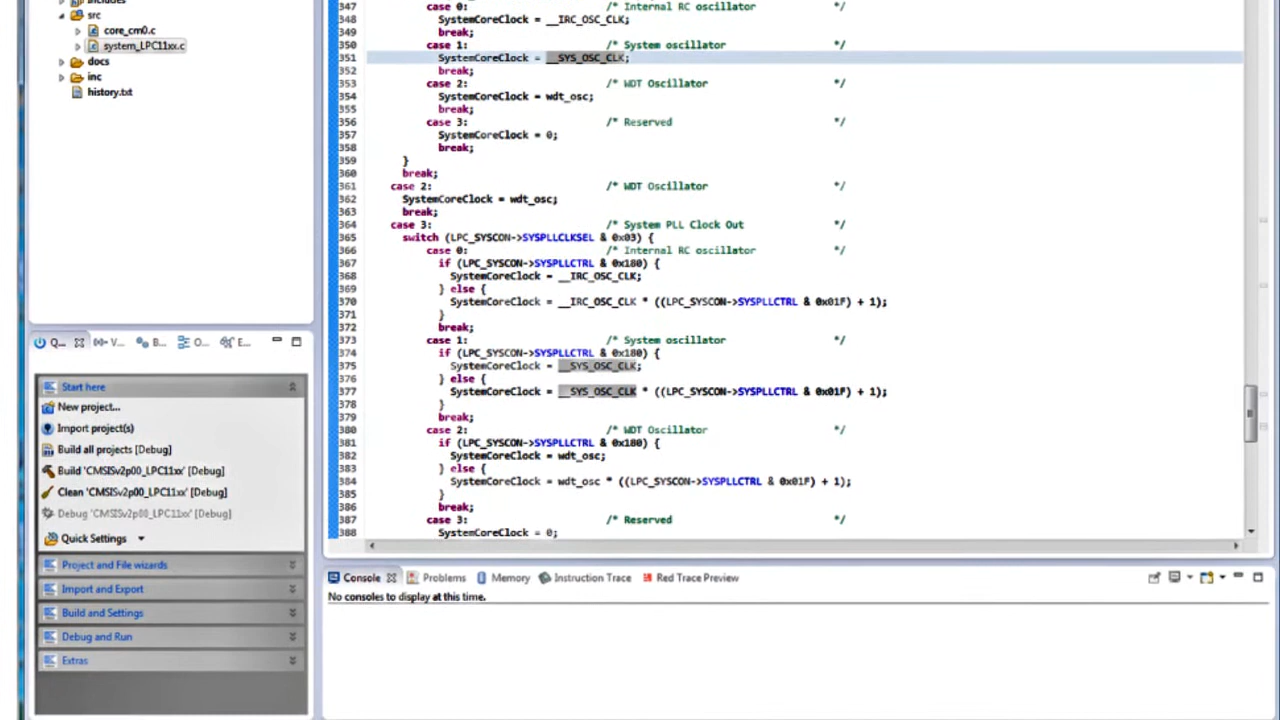 includes
src
core_cm0.c
system_LPC11xx.c
docs
inc
history.txt
Q...
V...
B...
O...
E...
Start here
New project...
Import project(s)
Build all projects [Debug]
Build 'CMSISv2p00_LPC11xx' [Debug]
Clean 'CMSISv2p00_LPC11xx' [Debug]
Debug 'CMSISv2p00_LPC11xx' [Debug]
Quick Settings
Project and File wizards
Import and Export
Build and Settings
Debug and Run
Extras
347 case 0: /* Internal RC oscillator */
348 SystemCoreClock = __IRC_OSC_CLK;
349 break;
350 case 1: /* System oscillator */
351 SystemCoreClock = __SYS_OSC_CLK;
352 break;
353 case 2: /* WDT Oscillator */
354 SystemCoreClock = wdt_osc;
355 break;
356 case 3: /* Reserved */
357 SystemCoreClock = 0;
358 break;
359 }
360 break;
361 case 2: /* WDT Oscillator */
362 SystemCoreClock = wdt_osc;
363 break;
364 case 3: /* System PLL Clock Out */
365 switch (LPC_SYSCON->SYSPLLCLKSEL & 0x03) {
366 case 0: /* Internal RC oscillator */
367 if (LPC_SYSCON->SYSPLLCTRL & 0x180) {
368 SystemCoreClock = __IRC_OSC_CLK;
369 } else {
370 SystemCoreClock = __IRC_OSC_CLK * ((LPC_SYSCON->SYSPLLCTRL & 0x01F) + 1);
371 }
372 break;
373 case 1: /* System oscillator */
374 if (LPC_SYSCON->SYSPLLCTRL & 0x180) {
375 SystemCoreClock = __SYS_OSC_CLK;
376 } else {
377 SystemCoreClock = __SYS_OSC_CLK * ((LPC_SYSCON->SYSPLLCTRL & 0x01F) + 1);
378 }
379 break;
380 case 2: /* WDT Oscillator */
381 if (LPC_SYSCON->SYSPLLCTRL & 0x180) {
382 SystemCoreClock = wdt_osc;
383 } else {
384 SystemCoreClock = wdt_osc * ((LPC_SYSCON->SYSPLLCTRL & 0x01F) + 1);
385 }
386 break;
387 case 3: /* Reserved */
388 SystemCoreClock = 0;
Console Problems Memory Instruction Trace Red Trace Preview
No consoles to display at this time.